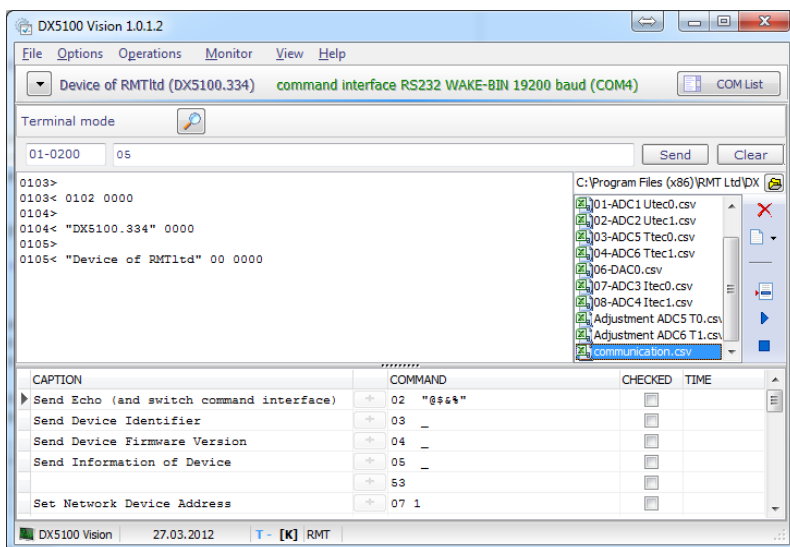 DX5100 Vision 1.0.1.2
File Options Operations Monitor View Help
Device of RMTltd (DX5100.334) command interface RS232 WAKE-BIN 19200 baud (COM4) COM List
Terminal mode
01-0200 05 Send Clear
0103>
0103< 0102 0000
0104>
0104< "DX5100.334" 0000
0105>
0105< "Device of RMTltd" 00 0000
C:\Program Files (x86)\RMT Ltd\DX
01-ADC1 Utec0.csv
02-ADC2 Utec1.csv
03-ADC5 Ttec0.csv
04-ADC6 Ttec1.csv
06-DAC0.csv
07-ADC3 Itec0.csv
08-ADC4 Itec1.csv
Adjustment ADC5 T0.csv
Adjustment ADC6 T1.csv
communication.csv
CAPTION COMMAND CHECKED TIME
Send Echo (and switch command interface) + 02 "@$&%"
Send Device Identifier + 03 _
Send Device Firmware Version + 04 _
Send Information of Device + 05 _
+ 53
Set Network Device Address + 07 1
DX5100 Vision 27.03.2012 T - [K] RMT